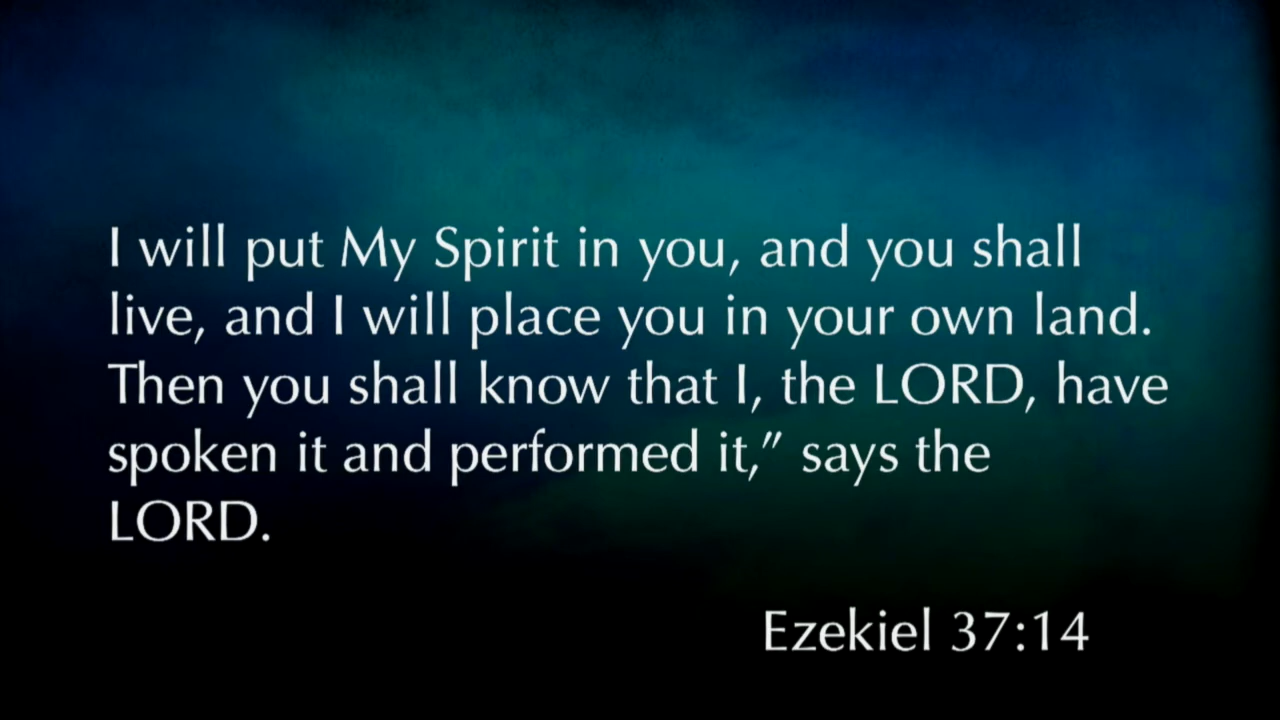 I will put My Spirit in you, and you shall
live, and I will place you in your own land.
Then you shall know that I, the LORD, have
spoken it and performed it,” says the
LORD.
Ezekiel 37:14